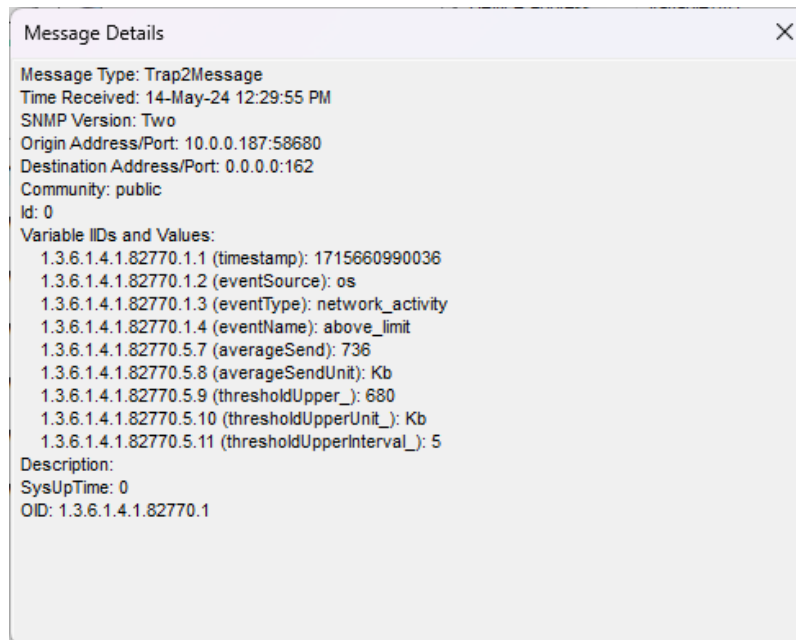 Message Details
Message Type: Trap2Message
Time Received: 14-May-24 12:29:55 PM
SNMP Version: Two
Origin Address/Port: 10.0.0.187:58680
Destination Address/Port: 0.0.0.0:162
Community: public
Id: 0
Variable IIDs and Values:
1.3.6.1.4.1.82770.1.1 (timestamp): 1715660990036
1.3.6.1.4.1.82770.1.2 (eventSource): os
1.3.6.1.4.1.82770.1.3 (eventType): network_activity
1.3.6.1.4.1.82770.1.4 (eventName): above_limit
1.3.6.1.4.1.82770.5.7 (averageSend): 736
1.3.6.1.4.1.82770.5.8 (averageSendUnit): Kb
1.3.6.1.4.1.82770.5.9 (thresholdUpper_): 680
1.3.6.1.4.1.82770.5.10 (thresholdUpperUnit_): Kb
1.3.6.1.4.1.82770.5.11 (thresholdUpperInterval_): 5
Description:
SysUpTime: 0
OID: 1.3.6.1.4.1.82770.1